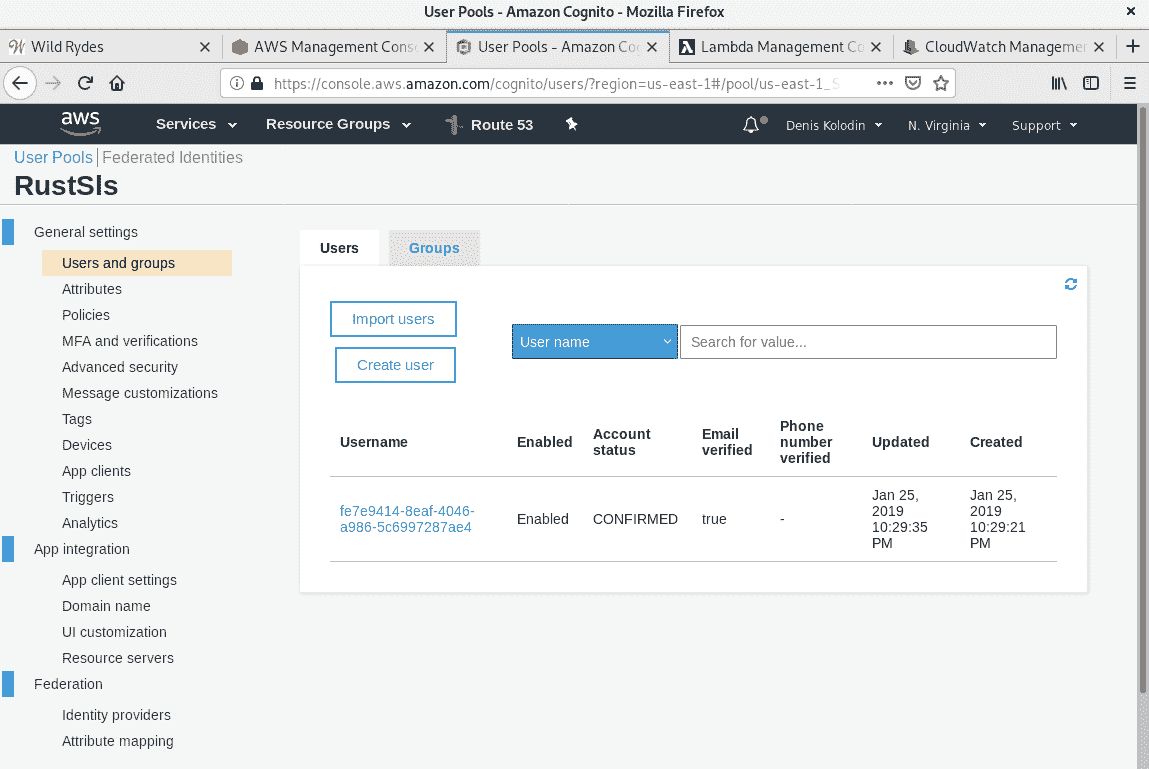 User Pools - Amazon Cognito - Mozilla Firefox
Wild Rydes
AWS Management Cons
User Pools - Amazon Co
Lambda Management Co
CloudWatch Managemen
https://console.aws.amazon.com/cognito/users/?region=us-east-1#/pool/us-east-1_S
aws
Services
Resource Groups
Route 53
Denis Kolodin
N. Virginia
Support
User Pools | Federated Identities
RustSls
General settings
Users and groups
Attributes
Policies
MFA and verifications
Advanced security
Message customizations
Tags
Devices
App clients
Triggers
Analytics
App integration
App client settings
Domain name
UI customization
Resource servers
Federation
Identity providers
Attribute mapping
Users
Groups
Import users
Create user
User name
Search for value...
Username
Enabled
Account
status
Email
verified
Phone
number
verified
Updated
Created
fe7e9414-8eaf-4046-
a986-5c6997287ae4
Enabled
CONFIRMED
true
-
Jan 25,
2019
10:29:35
PM
Jan 25,
2019
10:29:21
PM